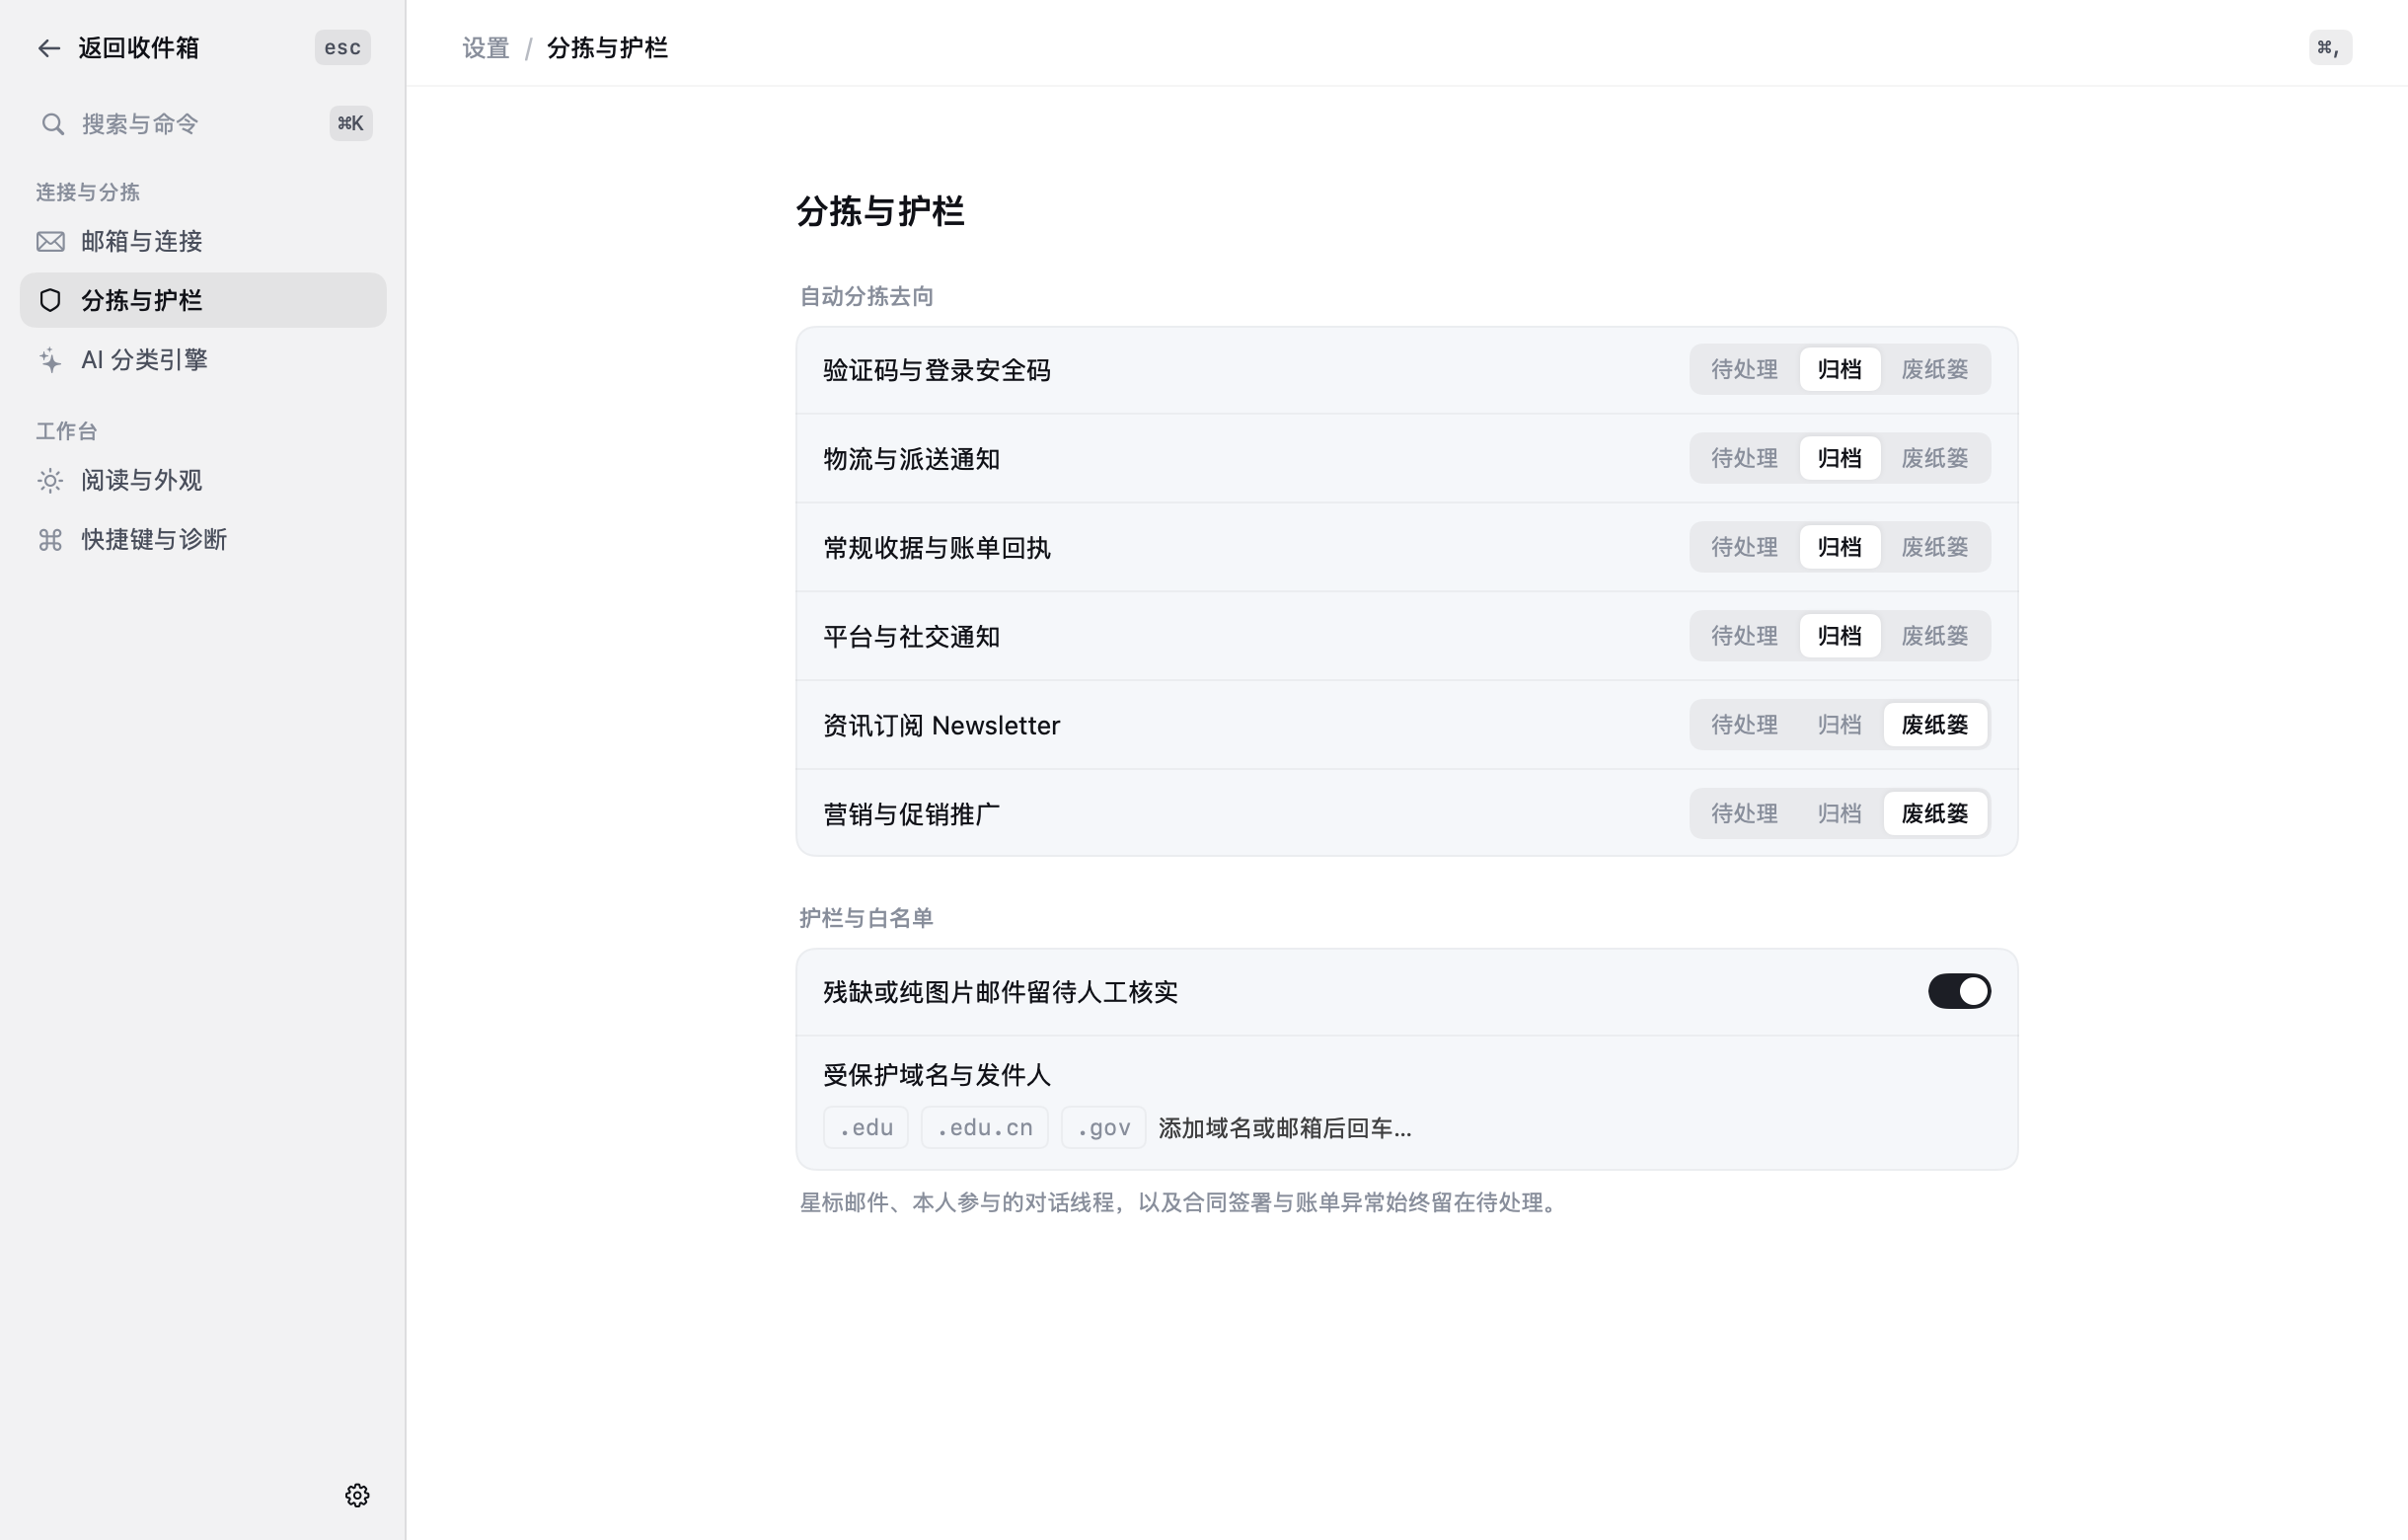 返回收件箱 esc
搜索与命令 ⌘K
连接与分拣
邮箱与连接
分拣与护栏
AI 分类引擎
工作台
阅读与外观
快捷键与诊断
设置 / 分拣与护栏 ⌘,
分拣与护栏
自动分拣去向
验证码与登录安全码 待处理 归档 废纸篓
物流与派送通知 待处理 归档 废纸篓
常规收据与账单回执 待处理 归档 废纸篓
平台与社交通知 待处理 归档 废纸篓
资讯订阅 Newsletter 待处理 归档 废纸篓
营销与促销推广 待处理 归档 废纸篓
护栏与白名单
残缺或纯图片邮件留待人工核实
受保护域名与发件人
.edu .edu.cn .gov 添加域名或邮箱后回车...
星标邮件、本人参与的对话线程，以及合同签署与账单异常始终留在待处理。